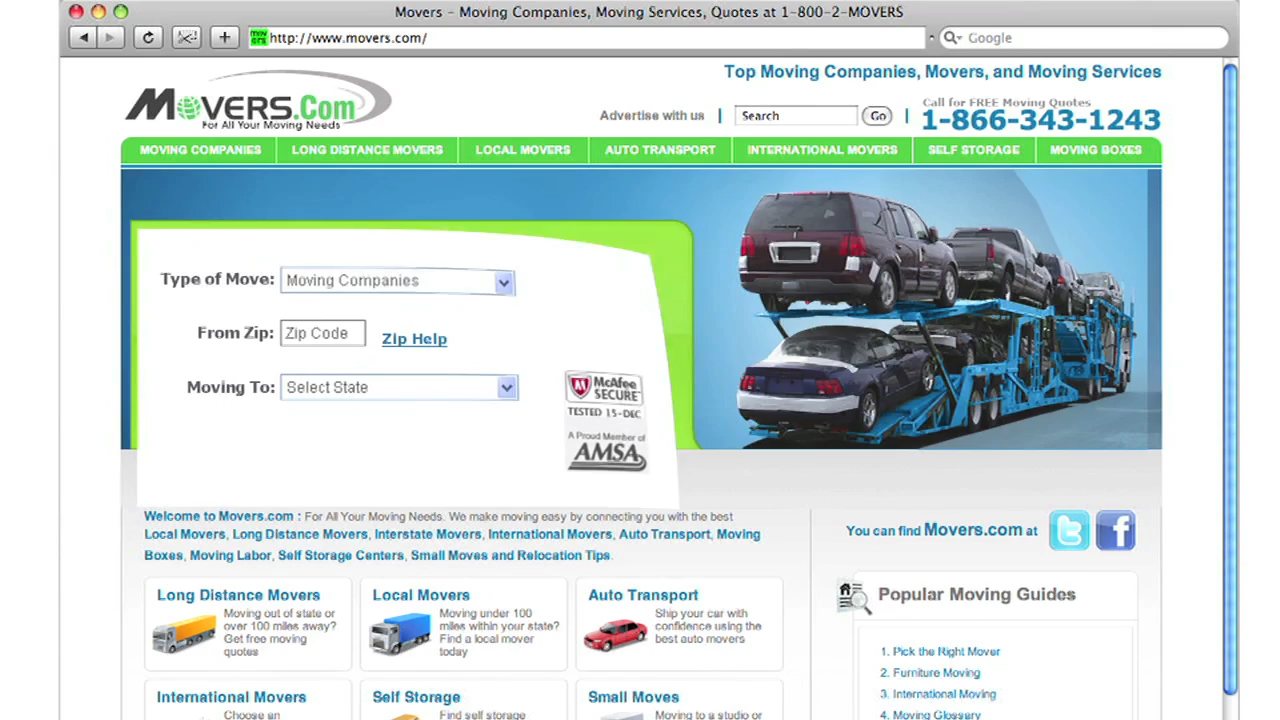 Movers - Moving Companies, Moving Services, Quotes at 1-800-2-MOVERS
http://www.movers.com/
Google
Top Moving Companies, Movers, and Moving Services
MOVERS.Com
For All Your Moving Needs
Advertise with us
Search
Go
Call for FREE Moving Quotes
1-866-343-1243
MOVING COMPANIES
LONG DISTANCE MOVERS
LOCAL MOVERS
AUTO TRANSPORT
INTERNATIONAL MOVERS
SELF STORAGE
MOVING BOXES
Type of Move: Moving Companies
From Zip: Zip Code Zip Help
Moving To: Select State
McAfee
SECURE™
TESTED 15-DEC
A Proud Member of
AMSA
Welcome to Movers.com : For All Your Moving Needs. We make moving easy by connecting you with the best
Local Movers, Long Distance Movers, Interstate Movers, International Movers, Auto Transport, Moving
Boxes, Moving Labor, Self Storage Centers, Small Moves and Relocation Tips.
You can find Movers.com at
Long Distance Movers
Moving out of state or
over 100 miles away?
Get free moving
quotes
Local Movers
Moving under 100
miles within your state?
Find a local mover
today
Auto Transport
Ship your car with
confidence using the
best auto movers
International Movers
Choose an
Self Storage
Find self storage
Small Moves
Moving to a studio or
Popular Moving Guides
1. Pick the Right Mover
2. Furniture Moving
3. International Moving
4. Moving Glossary